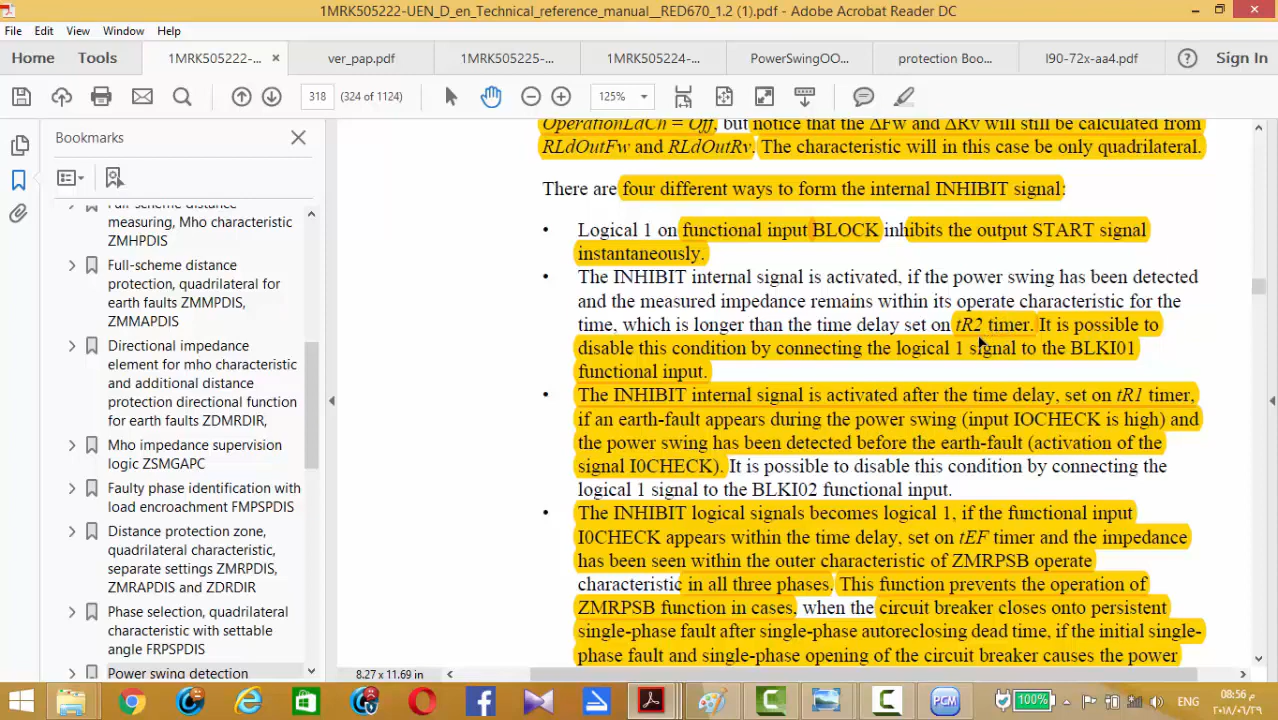 1MRK505222-UEN_D_en_Technical_reference_manual__RED670_1.2 (1).pdf - Adobe Acrobat Reader DC
File Edit View Window Help
Home Tools 1MRK505222-... × ver_pap.pdf 1MRK505225-... 1MRK504224-... PowerSwingOO... protection Boo... I90-72x-aa4.pdf Sign In
318 (324 of 1124) 125%
Bookmarks
Full-scheme distance
measuring, Mho characteristic
ZMHPDIS
Full-scheme distance
protection, quadrilateral for
earth faults ZMMPDIS,
ZMMAPDIS
Directional impedance
element for mho characteristic
and additional distance
protection directional function
for earth faults ZDMRDIR,
Mho impedance supervision
logic ZSMGAPC
Faulty phase identification with
load encroachment FMPSPDIS
Distance protection zone,
quadrilateral characteristic,
separate settings ZMRPDIS,
ZMRAPDIS and ZDRDIR
Phase selection, quadrilateral
characteristic with settable
angle FRPSPDIS
Power swing detection
OperationLdCh = Off, but notice that the ΔFw and ΔRv will still be calculated from
RLdOutFw and RLdOutRv. The characteristic will in this case be only quadrilateral.
There are four different ways to form the internal INHIBIT signal:
• Logical 1 on functional input BLOCK inhibits the output START signal
instantaneously.
• The INHIBIT internal signal is activated, if the power swing has been detected
and the measured impedance remains within its operate characteristic for the
time, which is longer than the time delay set on tR2 timer. It is possible to
disable this condition by connecting the logical 1 signal to the BLKI01
functional input.
• The INHIBIT internal signal is activated after the time delay, set on tR1 timer,
if an earth-fault appears during the power swing (input IOCHECK is high) and
the power swing has been detected before the earth-fault (activation of the
signal I0CHECK). It is possible to disable this condition by connecting the
logical 1 signal to the BLKI02 functional input.
• The INHIBIT logical signals becomes logical 1, if the functional input
I0CHECK appears within the time delay, set on tEF timer and the impedance
has been seen within the outer characteristic of ZMRPSB operate
characteristic in all three phases. This function prevents the operation of
ZMRPSB function in cases, when the circuit breaker closes onto persistent
single-phase fault after single-phase autoreclosing dead time, if the initial single-
phase fault and single-phase opening of the circuit breaker causes the power
8.27 x 11.69 in
PGM 100% ENG 08:56 م
٢٠١٨/٠٦/٢٩